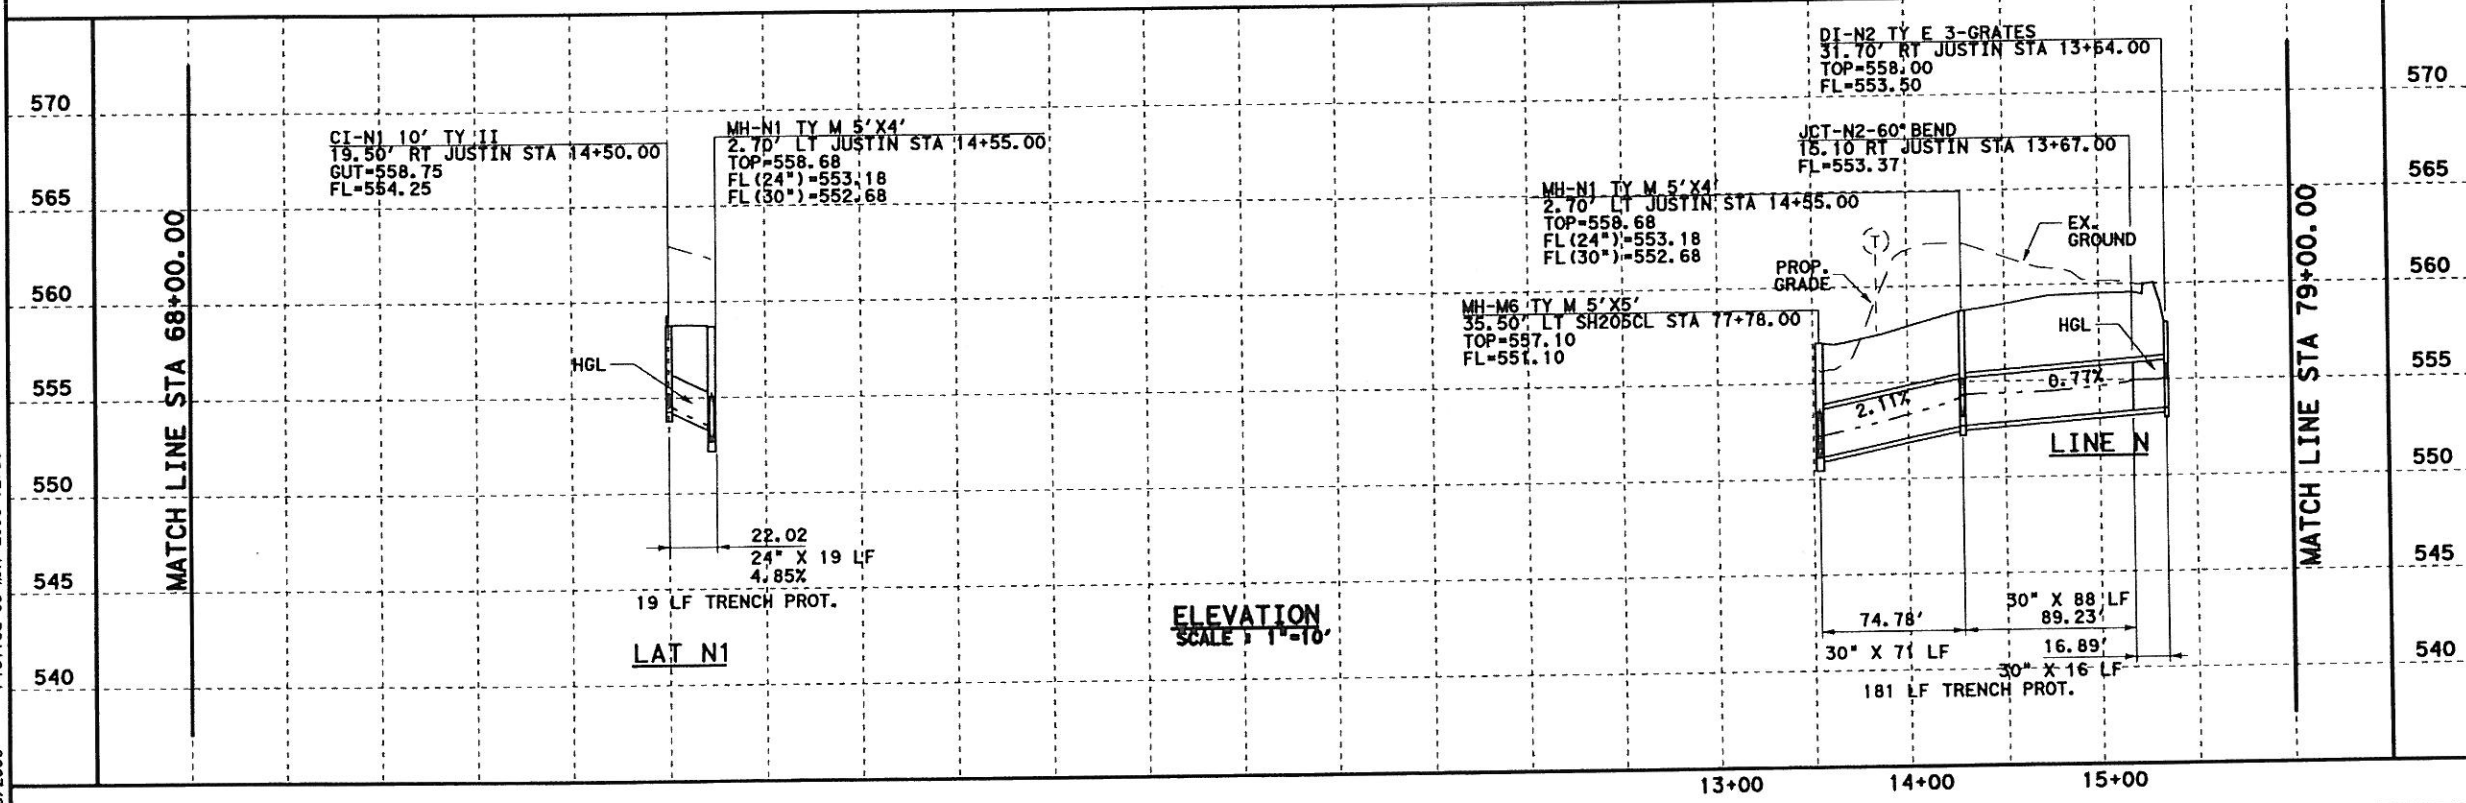 570
565
560
555
550
545
540
MATCH LINE STA 68+00.00
CI-N1 10' TY II
19.50' RT JUSTIN STA 14+50.00
GUT=558.75
FL=554.25
MH-N1 TY M 5'X4'
2.70' LT JUSTIN STA 14+55.00
TOP=558.68
FL(24")=553.18
FL(30")=552.68
HGL
22.02
24" X 19 LF
4.85%
19 LF TRENCH PROT.
LAT N1
ELEVATION
SCALE : 1"=10'
DI-N2 TY E 3-GRATES
31.70' RT JUSTIN STA 13+64.00
TOP=558.00
FL=553.50
JCT-N2-60° BEND
15.10 RT JUSTIN STA 13+67.00
FL=553.37
MH-N1 TY M 5'X4'
2.70' LT JUSTIN STA 14+55.00
TOP=558.68
FL(24")=553.18
FL(30")=552.68
T
EX.
GROUND
PROP.
GRADE
MH-M6 TY M 5'X5'
35.50' LT SH205CL STA 77+78.00
TOP=557.10
FL=551.10
HGL
2.11%
0.77%
LINE N
74.78'
30" X 71 LF
30" X 88 LF
89.23'
16.89'
30" X 16 LF
181 LF TRENCH PROT.
13+00
14+00
15+00
MATCH LINE STA 79+00.00
570
565
560
555
550
545
540